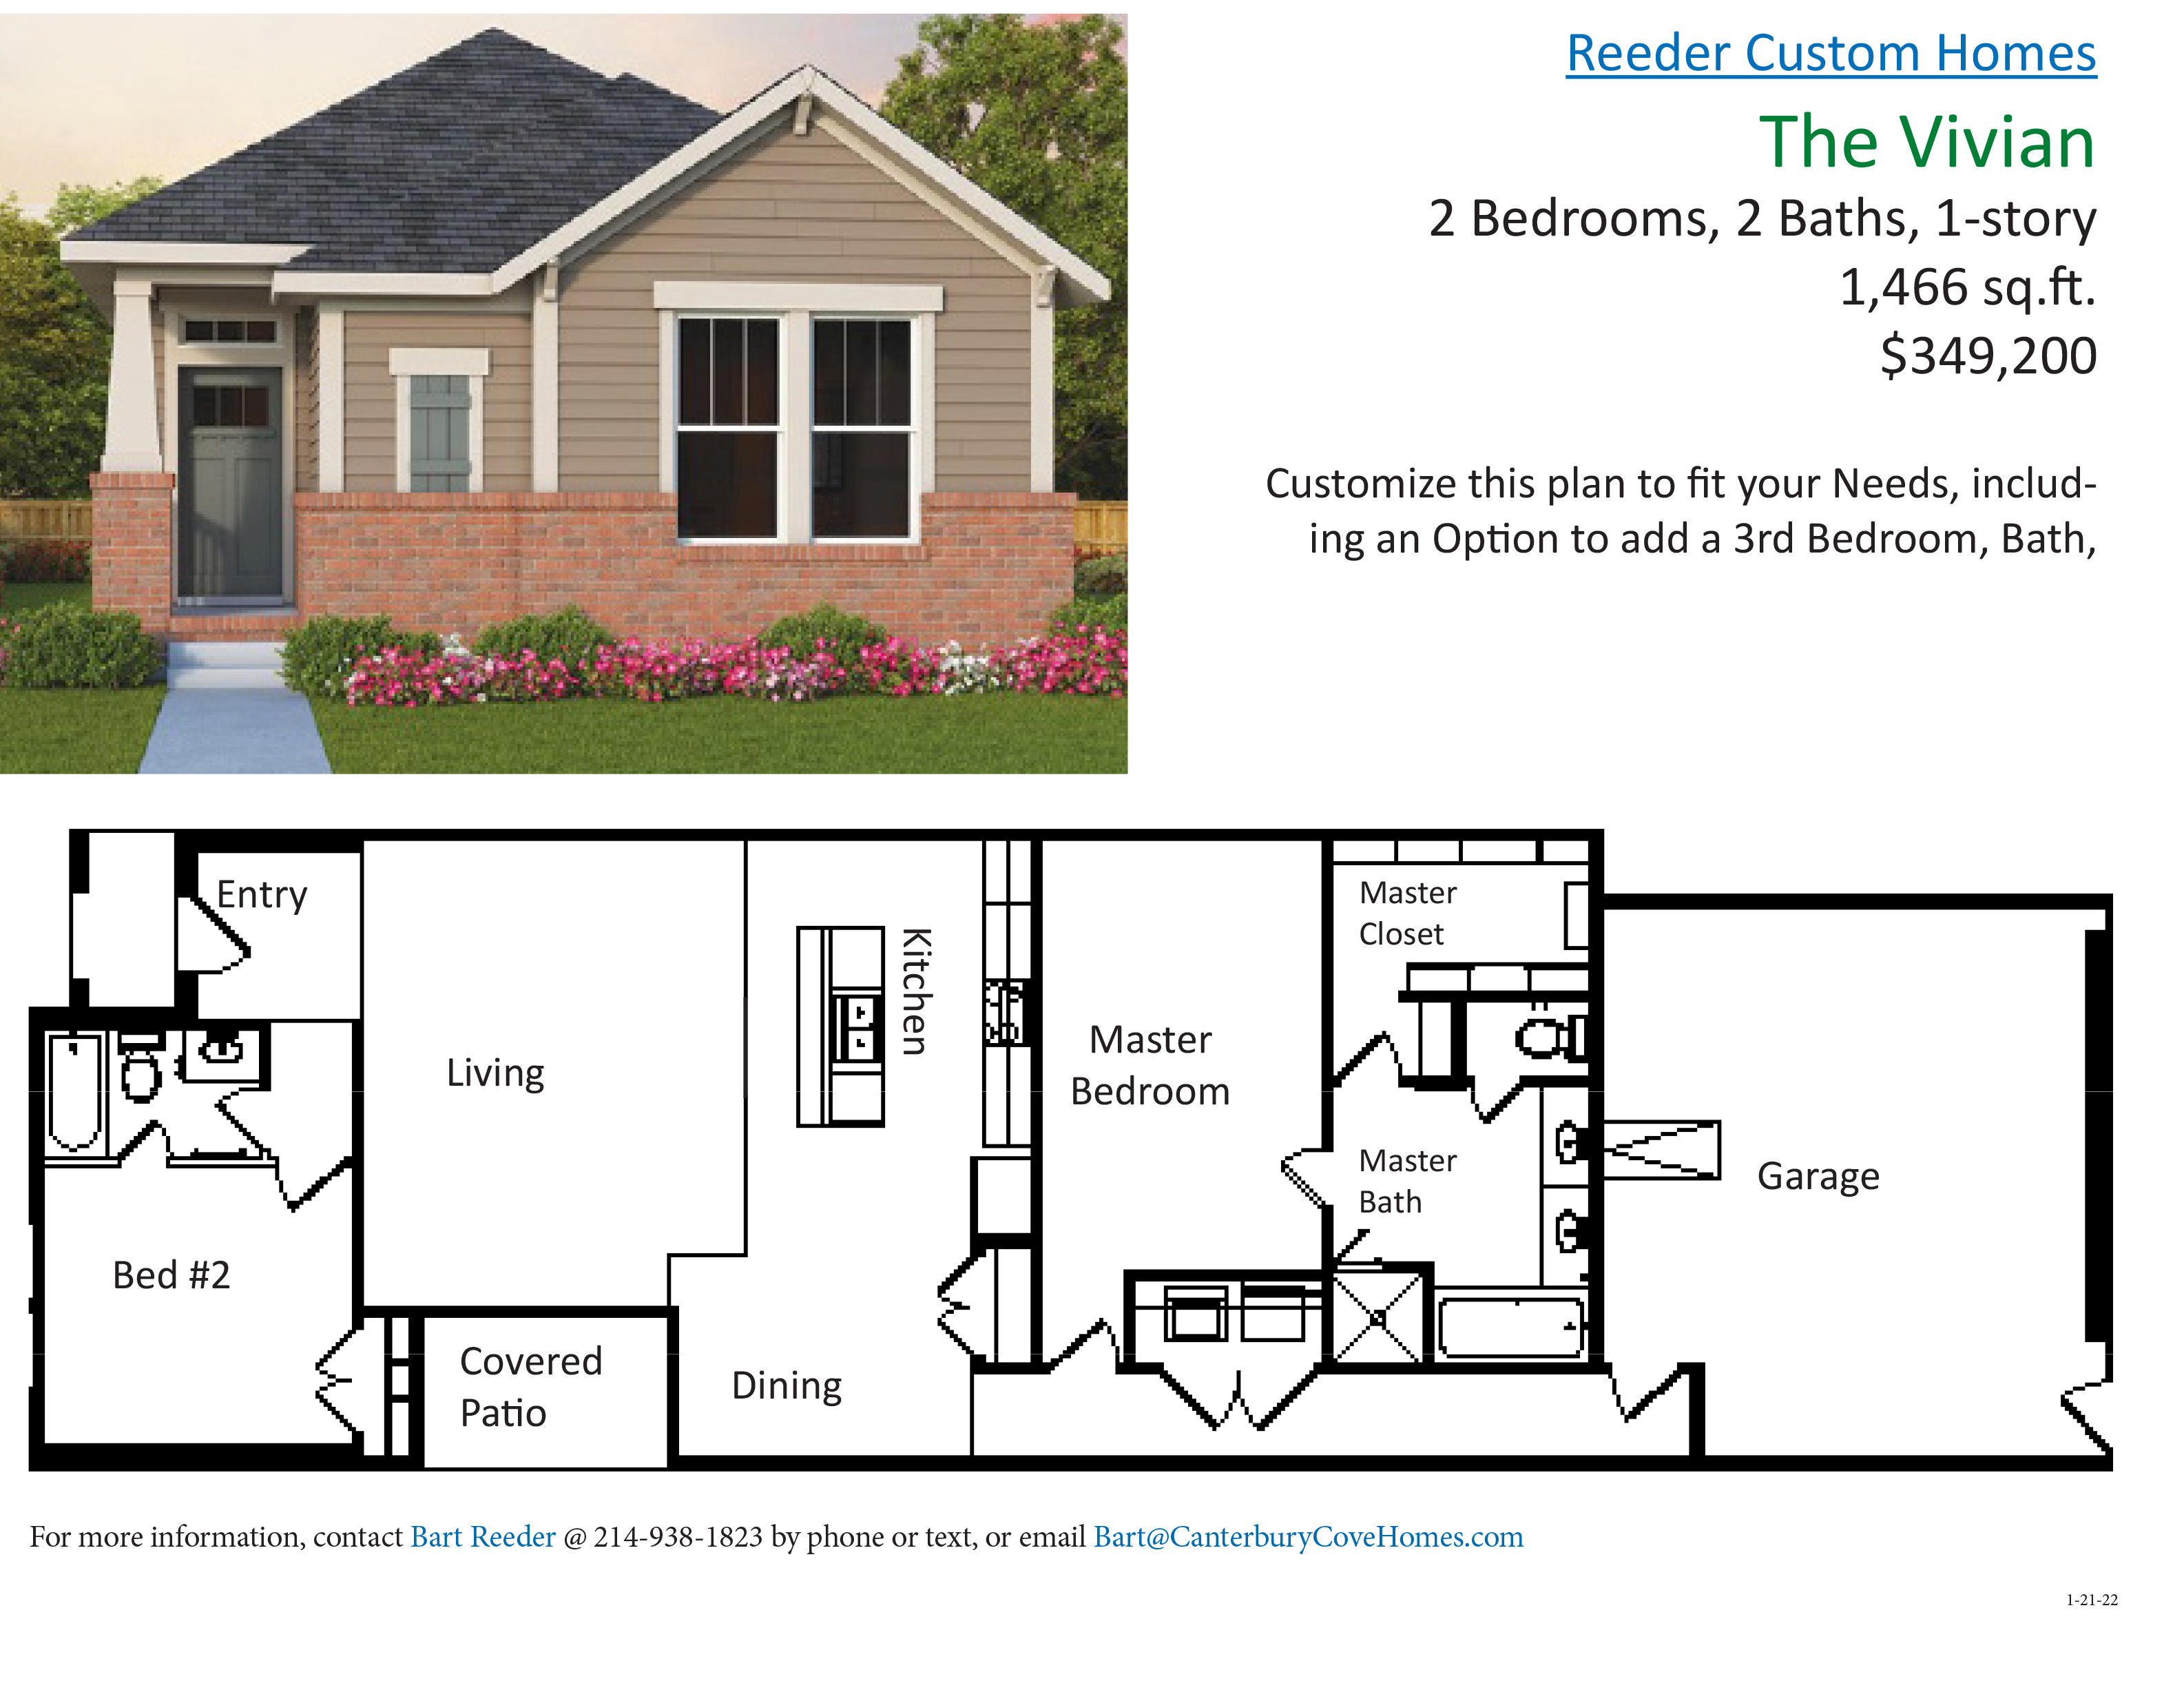 Reeder Custom Homes
The Vivian
2 Bedrooms, 2 Baths, 1-story
1,466 sq.ft.
$349,200
Customize this plan to fit your Needs, includ-
ing an Option to add a 3rd Bedroom, Bath,
Entry
Living
Kitchen
Master
Bedroom
Master
Closet
Master
Bath
Garage
Bed #2
Covered
Patio
Dining
For more information, contact Bart Reeder @ 214-938-1823 by phone or text, or email Bart@CanterburyCoveHomes.com
1-21-22